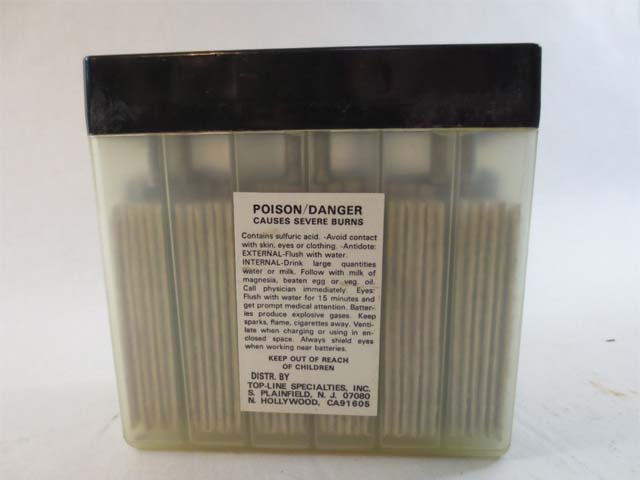 POISON/DANGER
CAUSES SEVERE BURNS
Contains sulfuric acid. -Avoid contact
with skin, eyes or clothing. -Antidote:
EXTERNAL-Flush with water.
INTERNAL-Drink large quantities
water or milk. Follow with milk of
magnesia, beaten egg or veg. oil.
Call physician immediately. Eyes:
Flush with water for 15 minutes and
get prompt medical attention. Batter-
ies produce explosive gases. Keep
sparks, flame, cigarettes away. Venti-
late when charging or using in en-
closed space. Always shield eyes
when working near batteries.
KEEP OUT OF REACH
OF CHILDREN
DISTR. BY
TOP-LINE SPECIALTIES, INC.
S. PLAINFIELD, N. J. 07080
N. HOLLYWOOD, CA91605